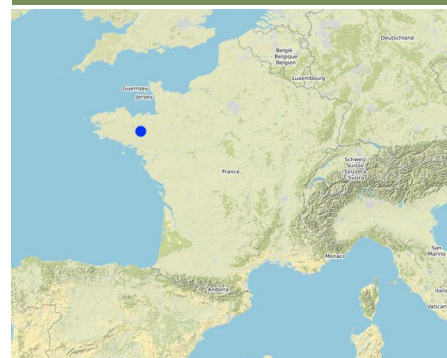 Deutschland
België
Belgique
Belgien
Luxembourg
Guernsey
Jersey
Schweiz
Suisse
Svizzera
Svizra
France
San
Marino
Monaco
Andorra
Italia
Vatican